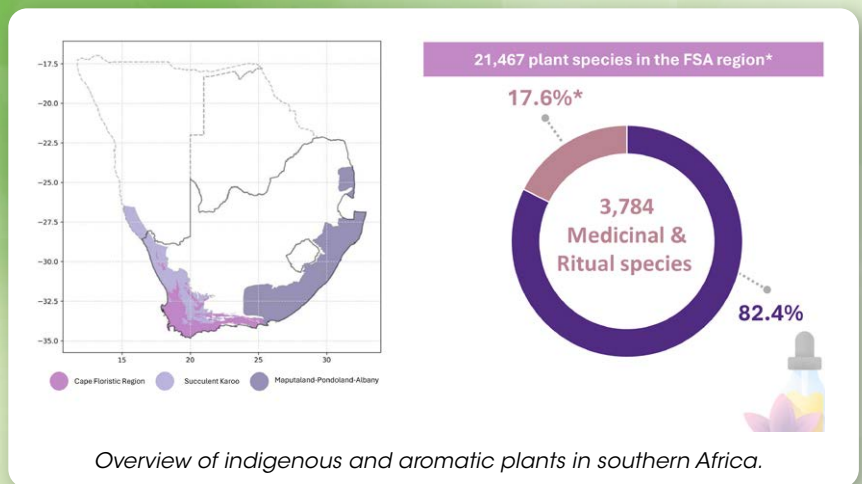 −17.5
−20.0
−22.5
−25.0
−27.5
−30.0
−32.5
−35.0
15
20
25
30
Cape Floristic Region
Succulent Karoo
Maputaland-Pondoland-Albany
21,467 plant species in the FSA region*
17.6%*
3,784
Medicinal &
Ritual species
82.4%
Overview of indigenous and aromatic plants in southern Africa.